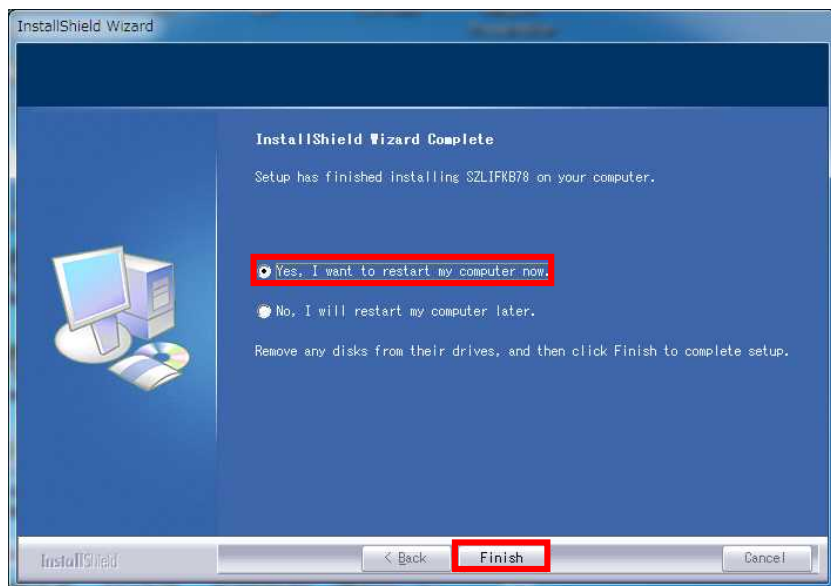 InstallShield Wizard
InstallShield Wizard Complete
Setup has finished installing SZLIFKB78 on your computer.
Yes, I want to restart my computer now.
No, I will restart my computer later.
Remove any disks from their drives, and then click Finish to complete setup.
InstallShield
< Back
Finish
Cancel